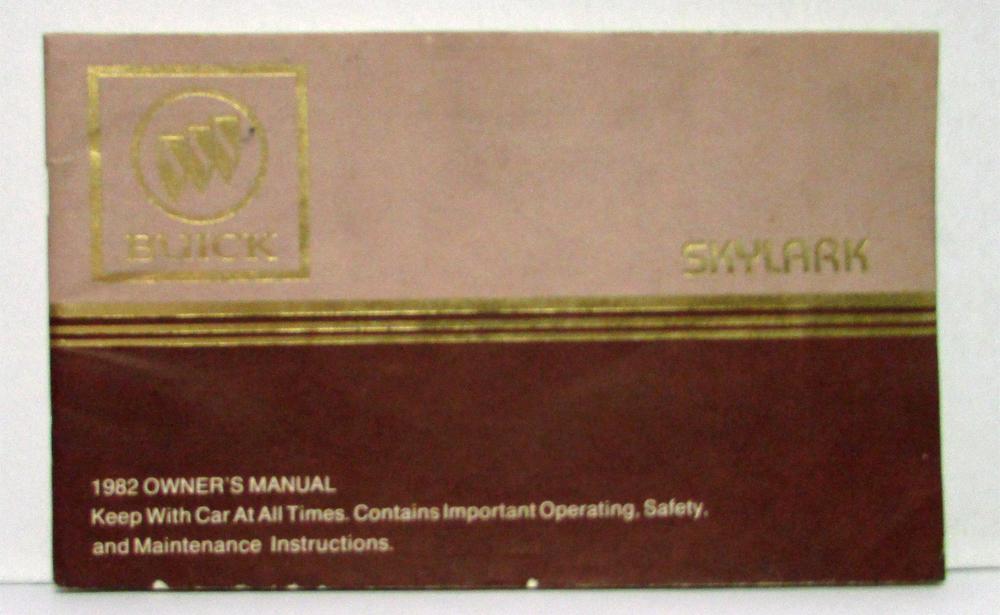 BUICK
SKYLARK
1982 OWNER'S MANUAL
Keep With Car At All Times. Contains Important Operating, Safety,
and Maintenance Instructions.